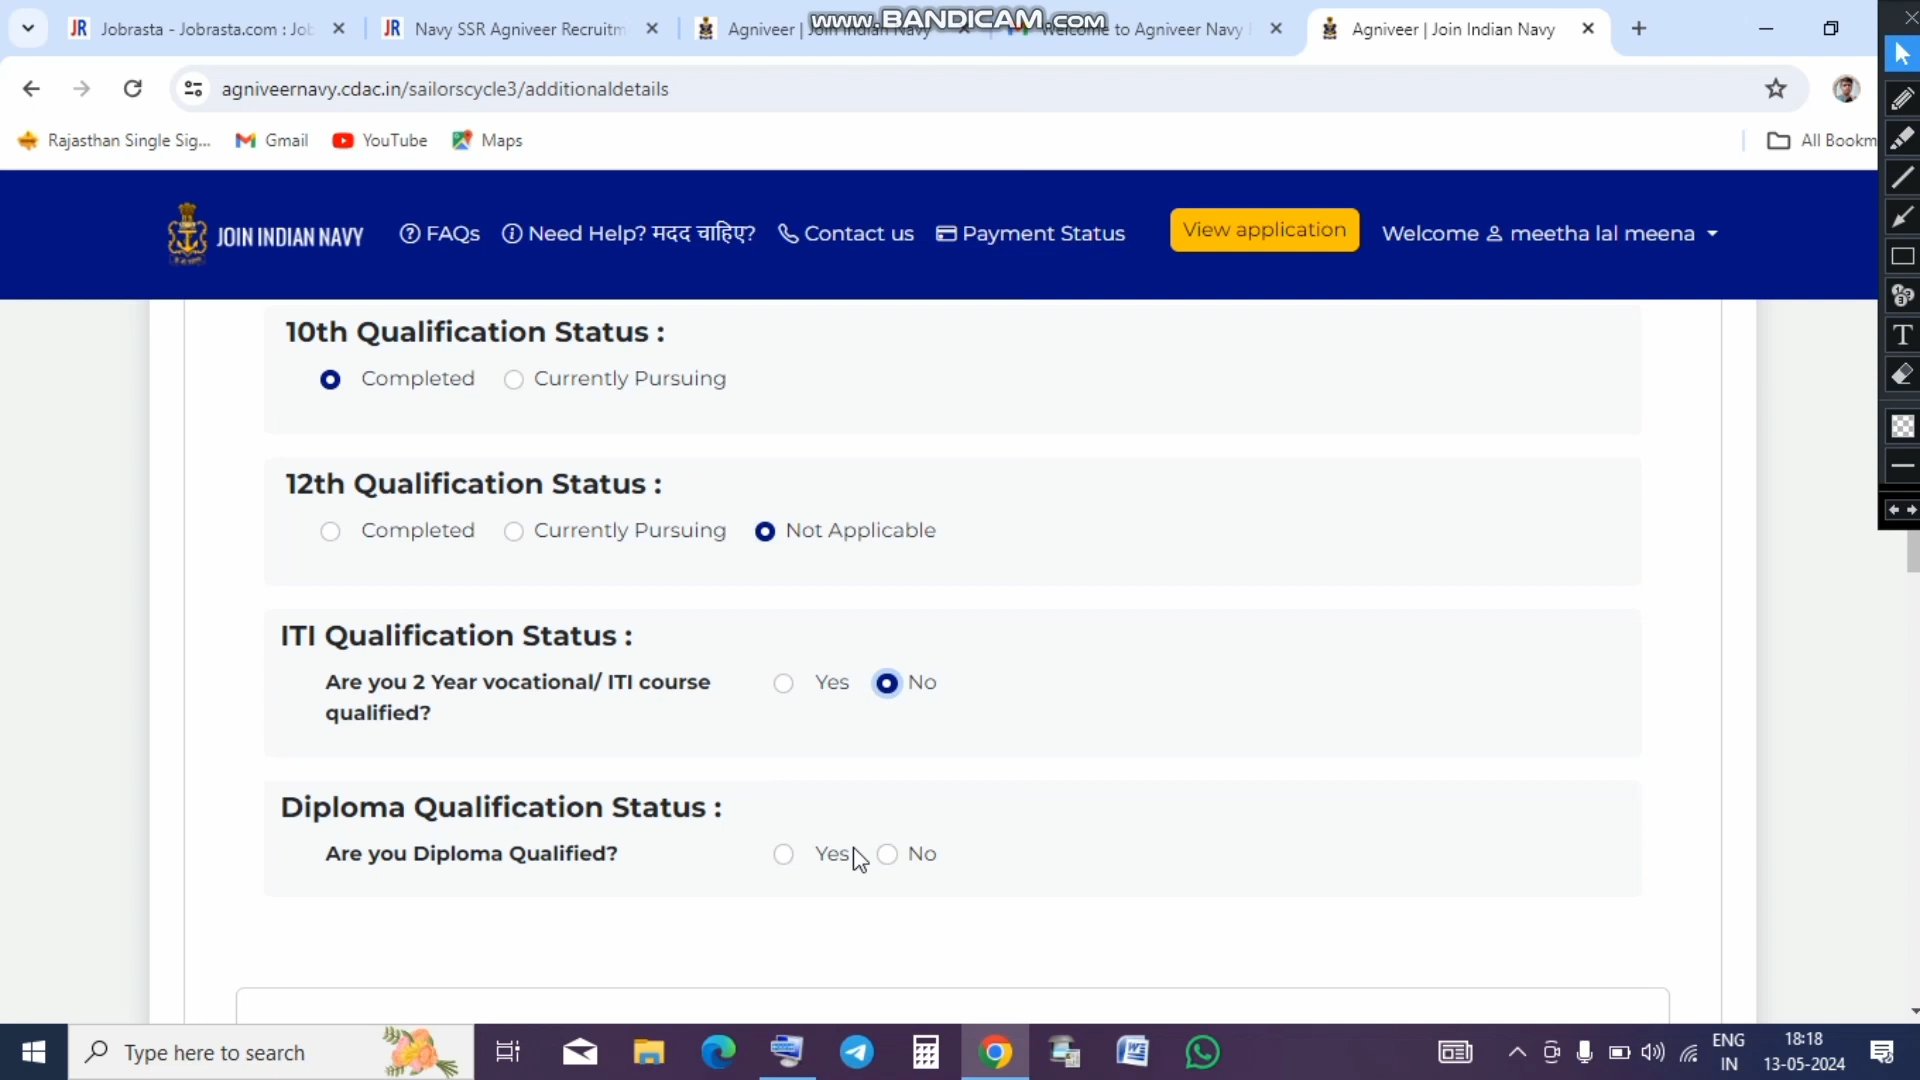 www.BANDICAM.com
Jobrasta - Jobrasta.com : Jo
Navy SSR Agniveer Recruitm
Agniveer | Join Indian Navy
Welcome to Agniveer Navy
Agniveer | Join Indian Navy
agniveernavy.cdac.in/sailorscycle3/additionaldetails
Rajasthan Single Sig... Gmail YouTube Maps All Bookm
JOIN INDIAN NAVY FAQs Need Help? मदद चाहिए? Contact us Payment Status View application Welcome meetha lal meena
10th Qualification Status :
Completed Currently Pursuing
12th Qualification Status :
Completed Currently Pursuing Not Applicable
ITI Qualification Status :
Are you 2 Year vocational/ ITI course Yes No
qualified?
Diploma Qualification Status :
Are you Diploma Qualified? Yes No
Type here to search
ENG 18:18
IN 13-05-2024